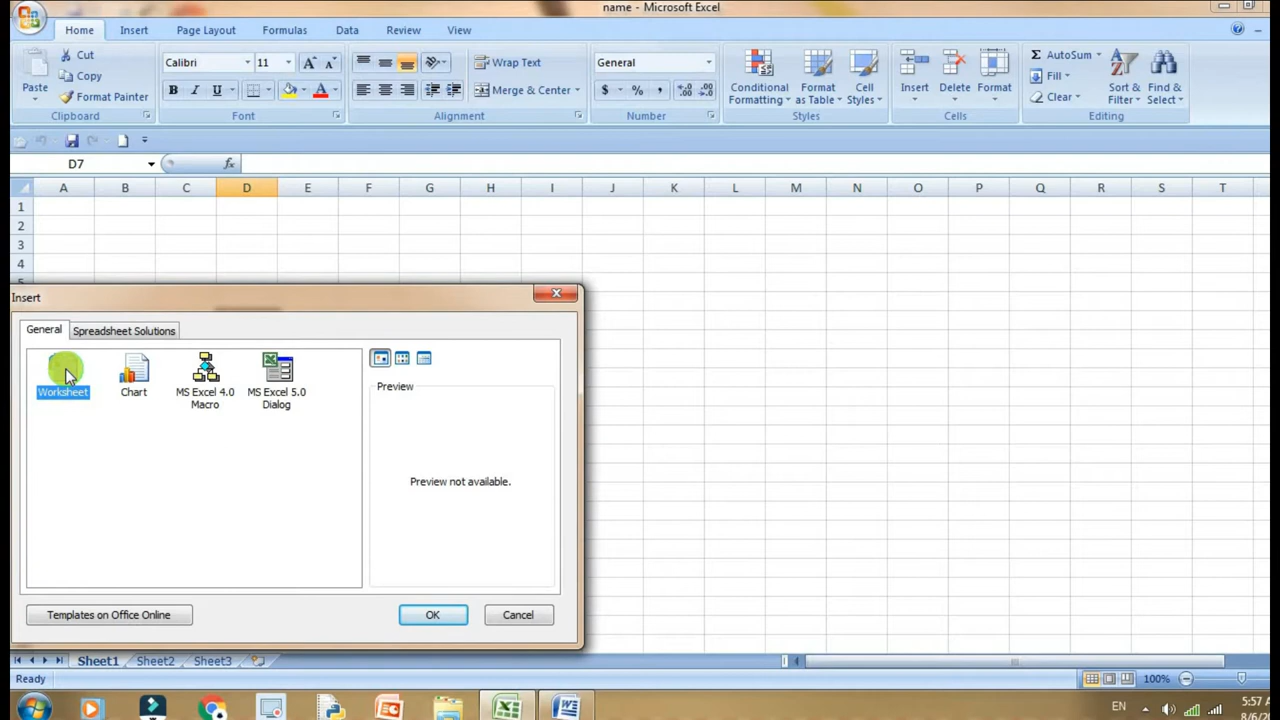 name - Microsoft Excel
Home Insert Page Layout Formulas Data Review View
Cut
Copy
Format Painter
Paste
Clipboard
Calibri 11
B I U
Font
Wrap Text
Merge & Center
Alignment
General
$ % ,
Number
Conditional Formatting
Format as Table
Cell Styles
Styles
Insert Delete Format
Cells
Σ AutoSum
Fill
Clear
Sort & Filter
Find & Select
Editing
D7 fx
A B C D E F G H I J K L M N O P Q R S T
1
2
3
4
Insert
General Spreadsheet Solutions
Worksheet
Chart
MS Excel 4.0 Macro
MS Excel 5.0 Dialog
Preview
Preview not available.
Templates on Office Online OK Cancel
Sheet1 Sheet2 Sheet3
Ready 100%
EN 5:57